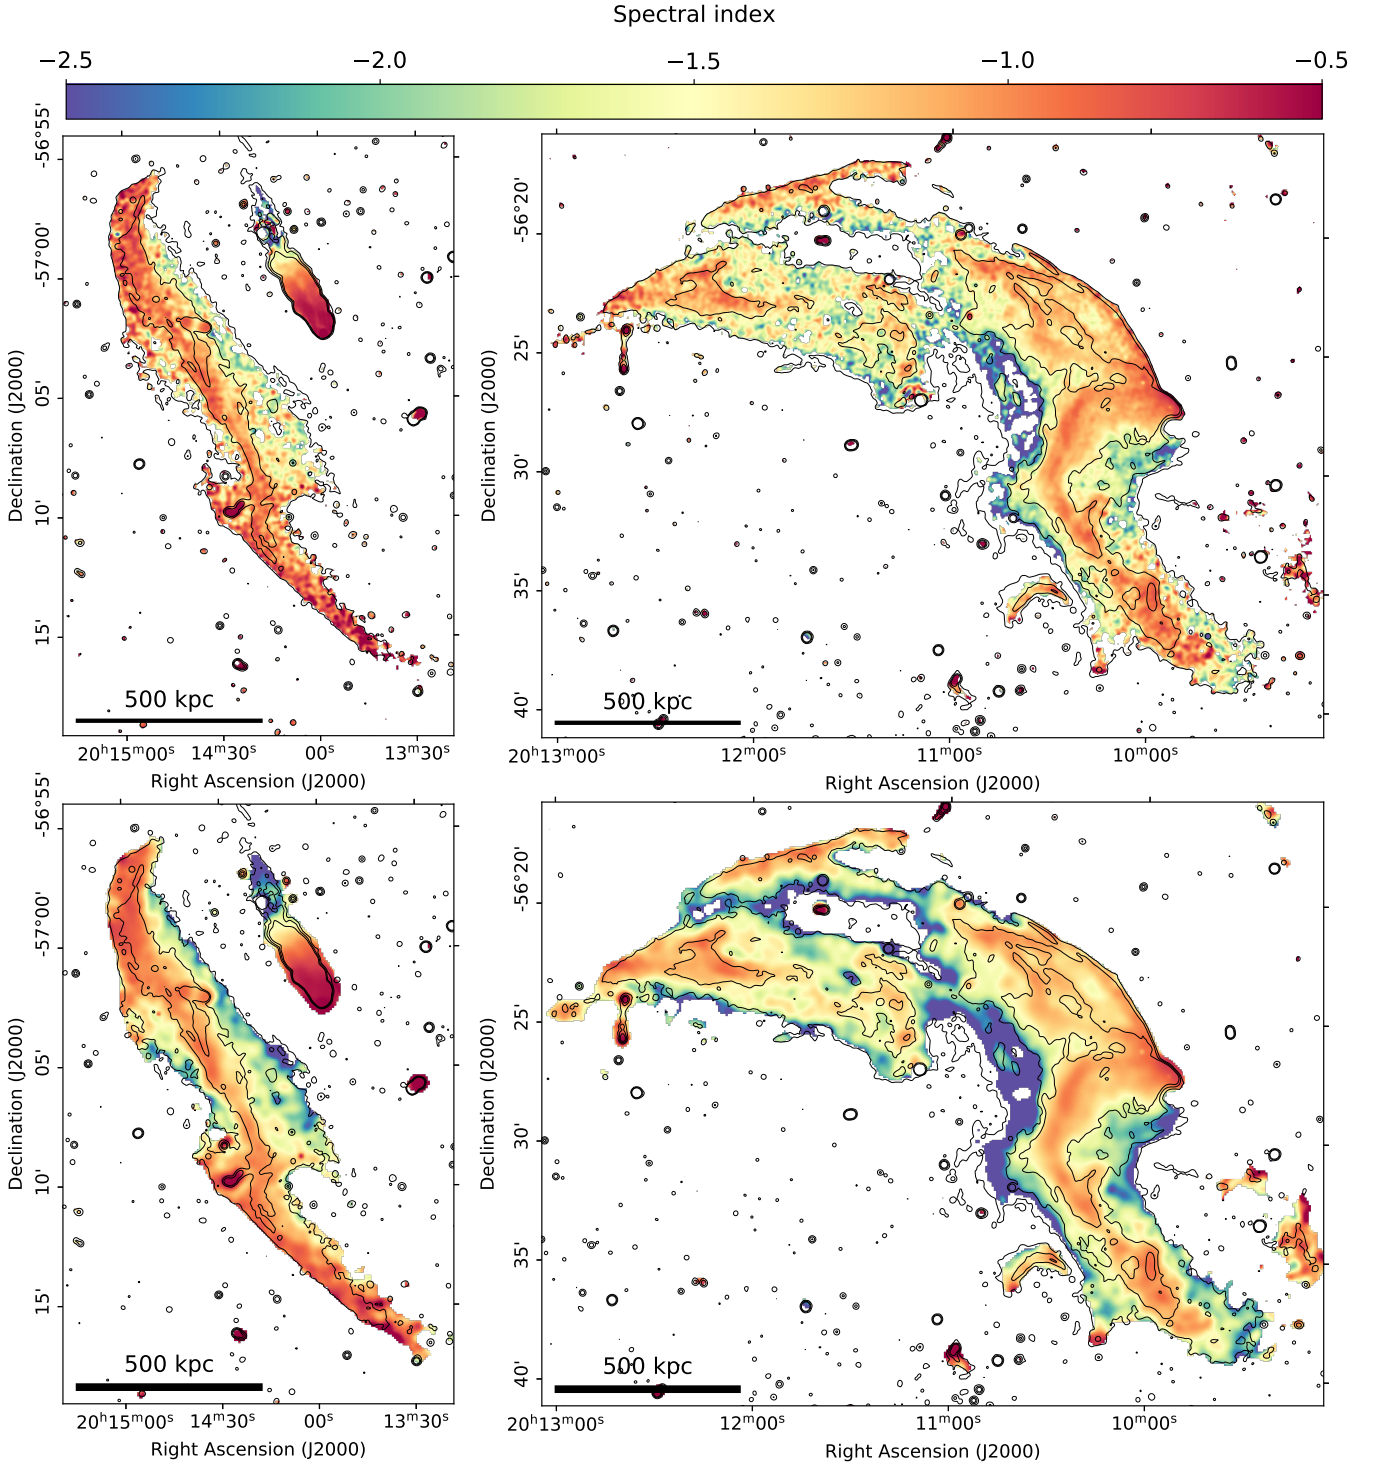 Spectral index
−2.5 −2.0 −1.5 −1.0 −0.5
-56°55' -57°00' 05' 10' 15'
Declination (J2000)
500 kpc
20ʰ15ᵐ00ˢ 14ᵐ30ˢ 00ˢ 13ᵐ30ˢ
Right Ascension (J2000)
-56°20' 25' 30' 35' 40'
Declination (J2000)
500 kpc
20ʰ13ᵐ00ˢ 12ᵐ00ˢ 11ᵐ00ˢ 10ᵐ00ˢ
Right Ascension (J2000)
-56°55' -57°00' 05' 10' 15'
Declination (J2000)
500 kpc
20ʰ15ᵐ00ˢ 14ᵐ30ˢ 00ˢ 13ᵐ30ˢ
Right Ascension (J2000)
-56°20' 25' 30' 35' 40'
Declination (J2000)
500 kpc
20ʰ13ᵐ00ˢ 12ᵐ00ˢ 11ᵐ00ˢ 10ᵐ00ˢ
Right Ascension (J2000)